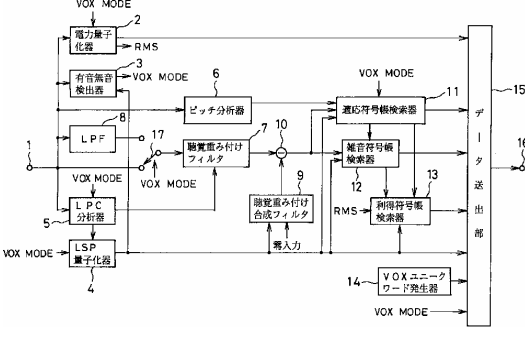 VOX MODE
2
電力量子
化器
RMS
3
有音無音
検出器
VOX MODE
6
ピッチ分析器
VOX MODE
11
適応符号帳検索器
15
8
LPF
17
7
聴覚重み付け
フィルタ
10
雑音符号帳
検索器
12
デ
ー
タ
送
出
部
1
16
VOX MODE
VOX MODE
LPC
分析器
5
9
聴覚重み付け
合成フィルタ
13
RMS
利得符号帳
検索器
VOX MODE
LSP
量子化器
4
零入力
14
VOXユニーク
ワード発生器
VOX MODE